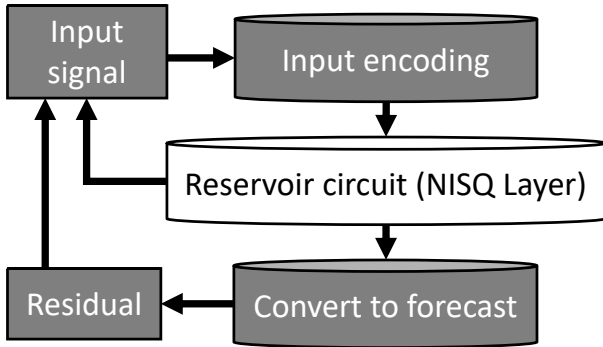 Input
signal
Input encoding
Reservoir circuit (NISQ Layer)
Residual
Convert to forecast